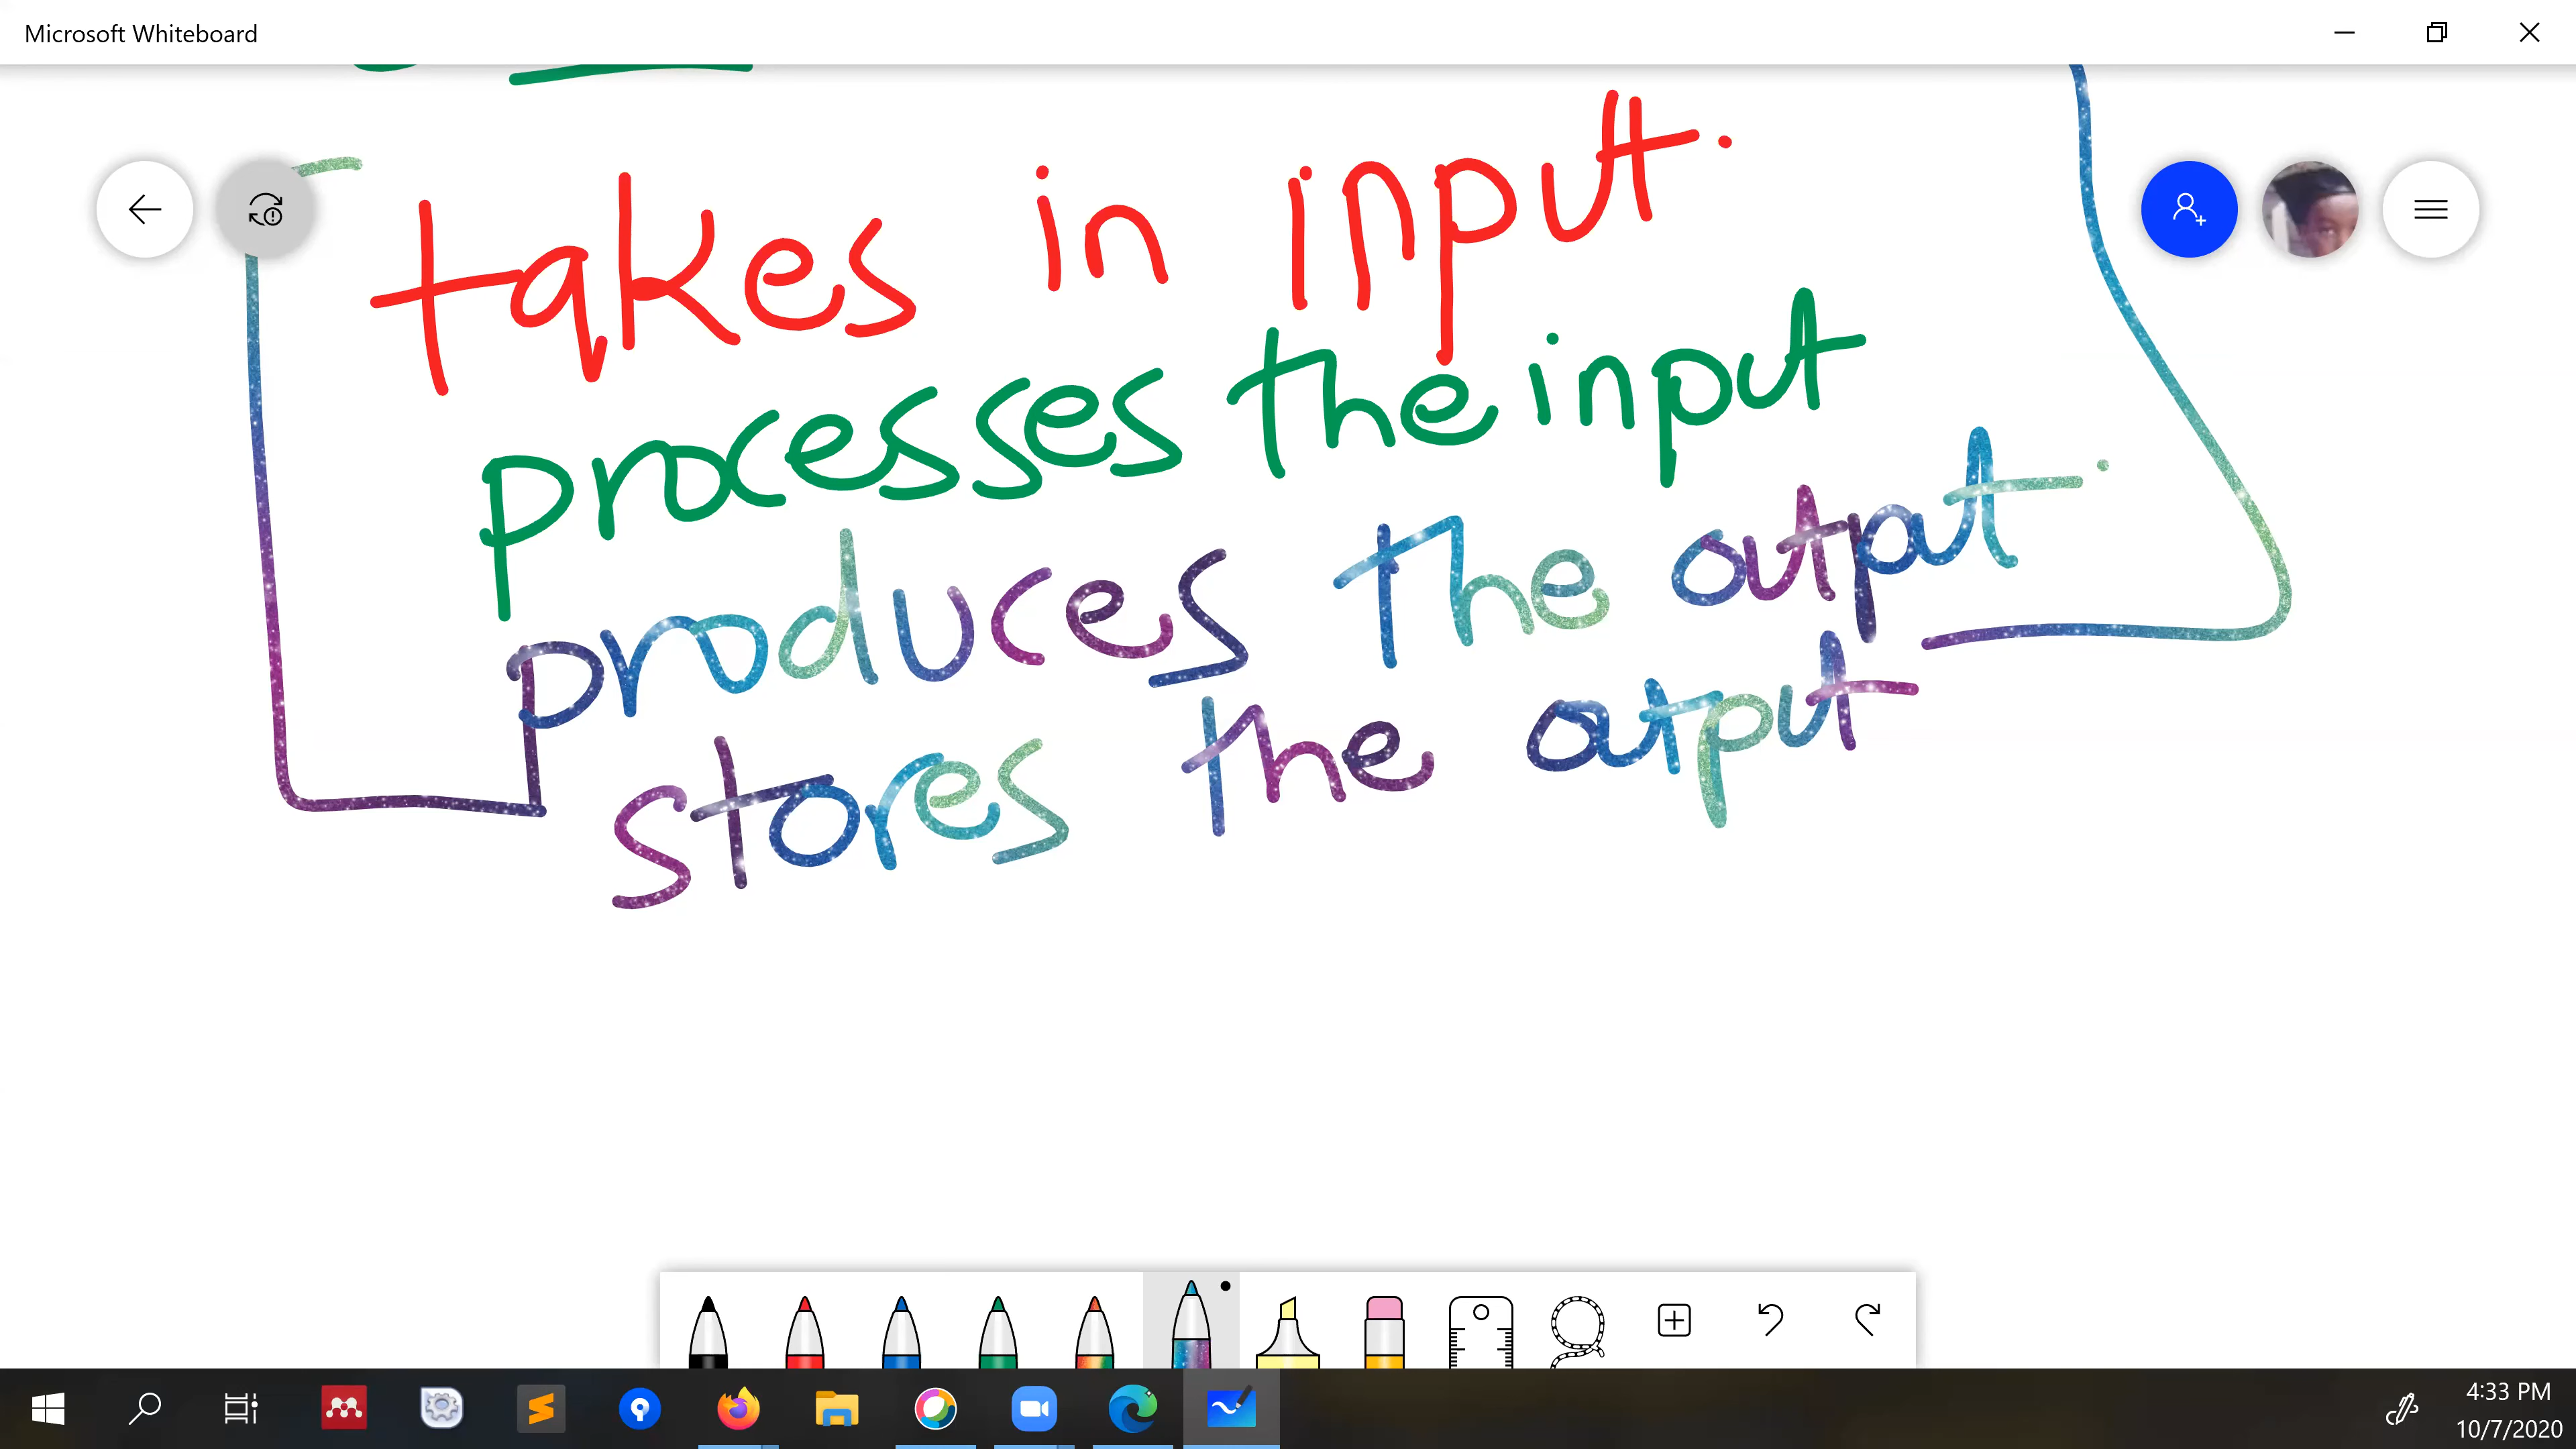 Microsoft Whiteboard
takes in input.
processes the input
produces the output.
stores the output
4:33 PM
10/7/2020